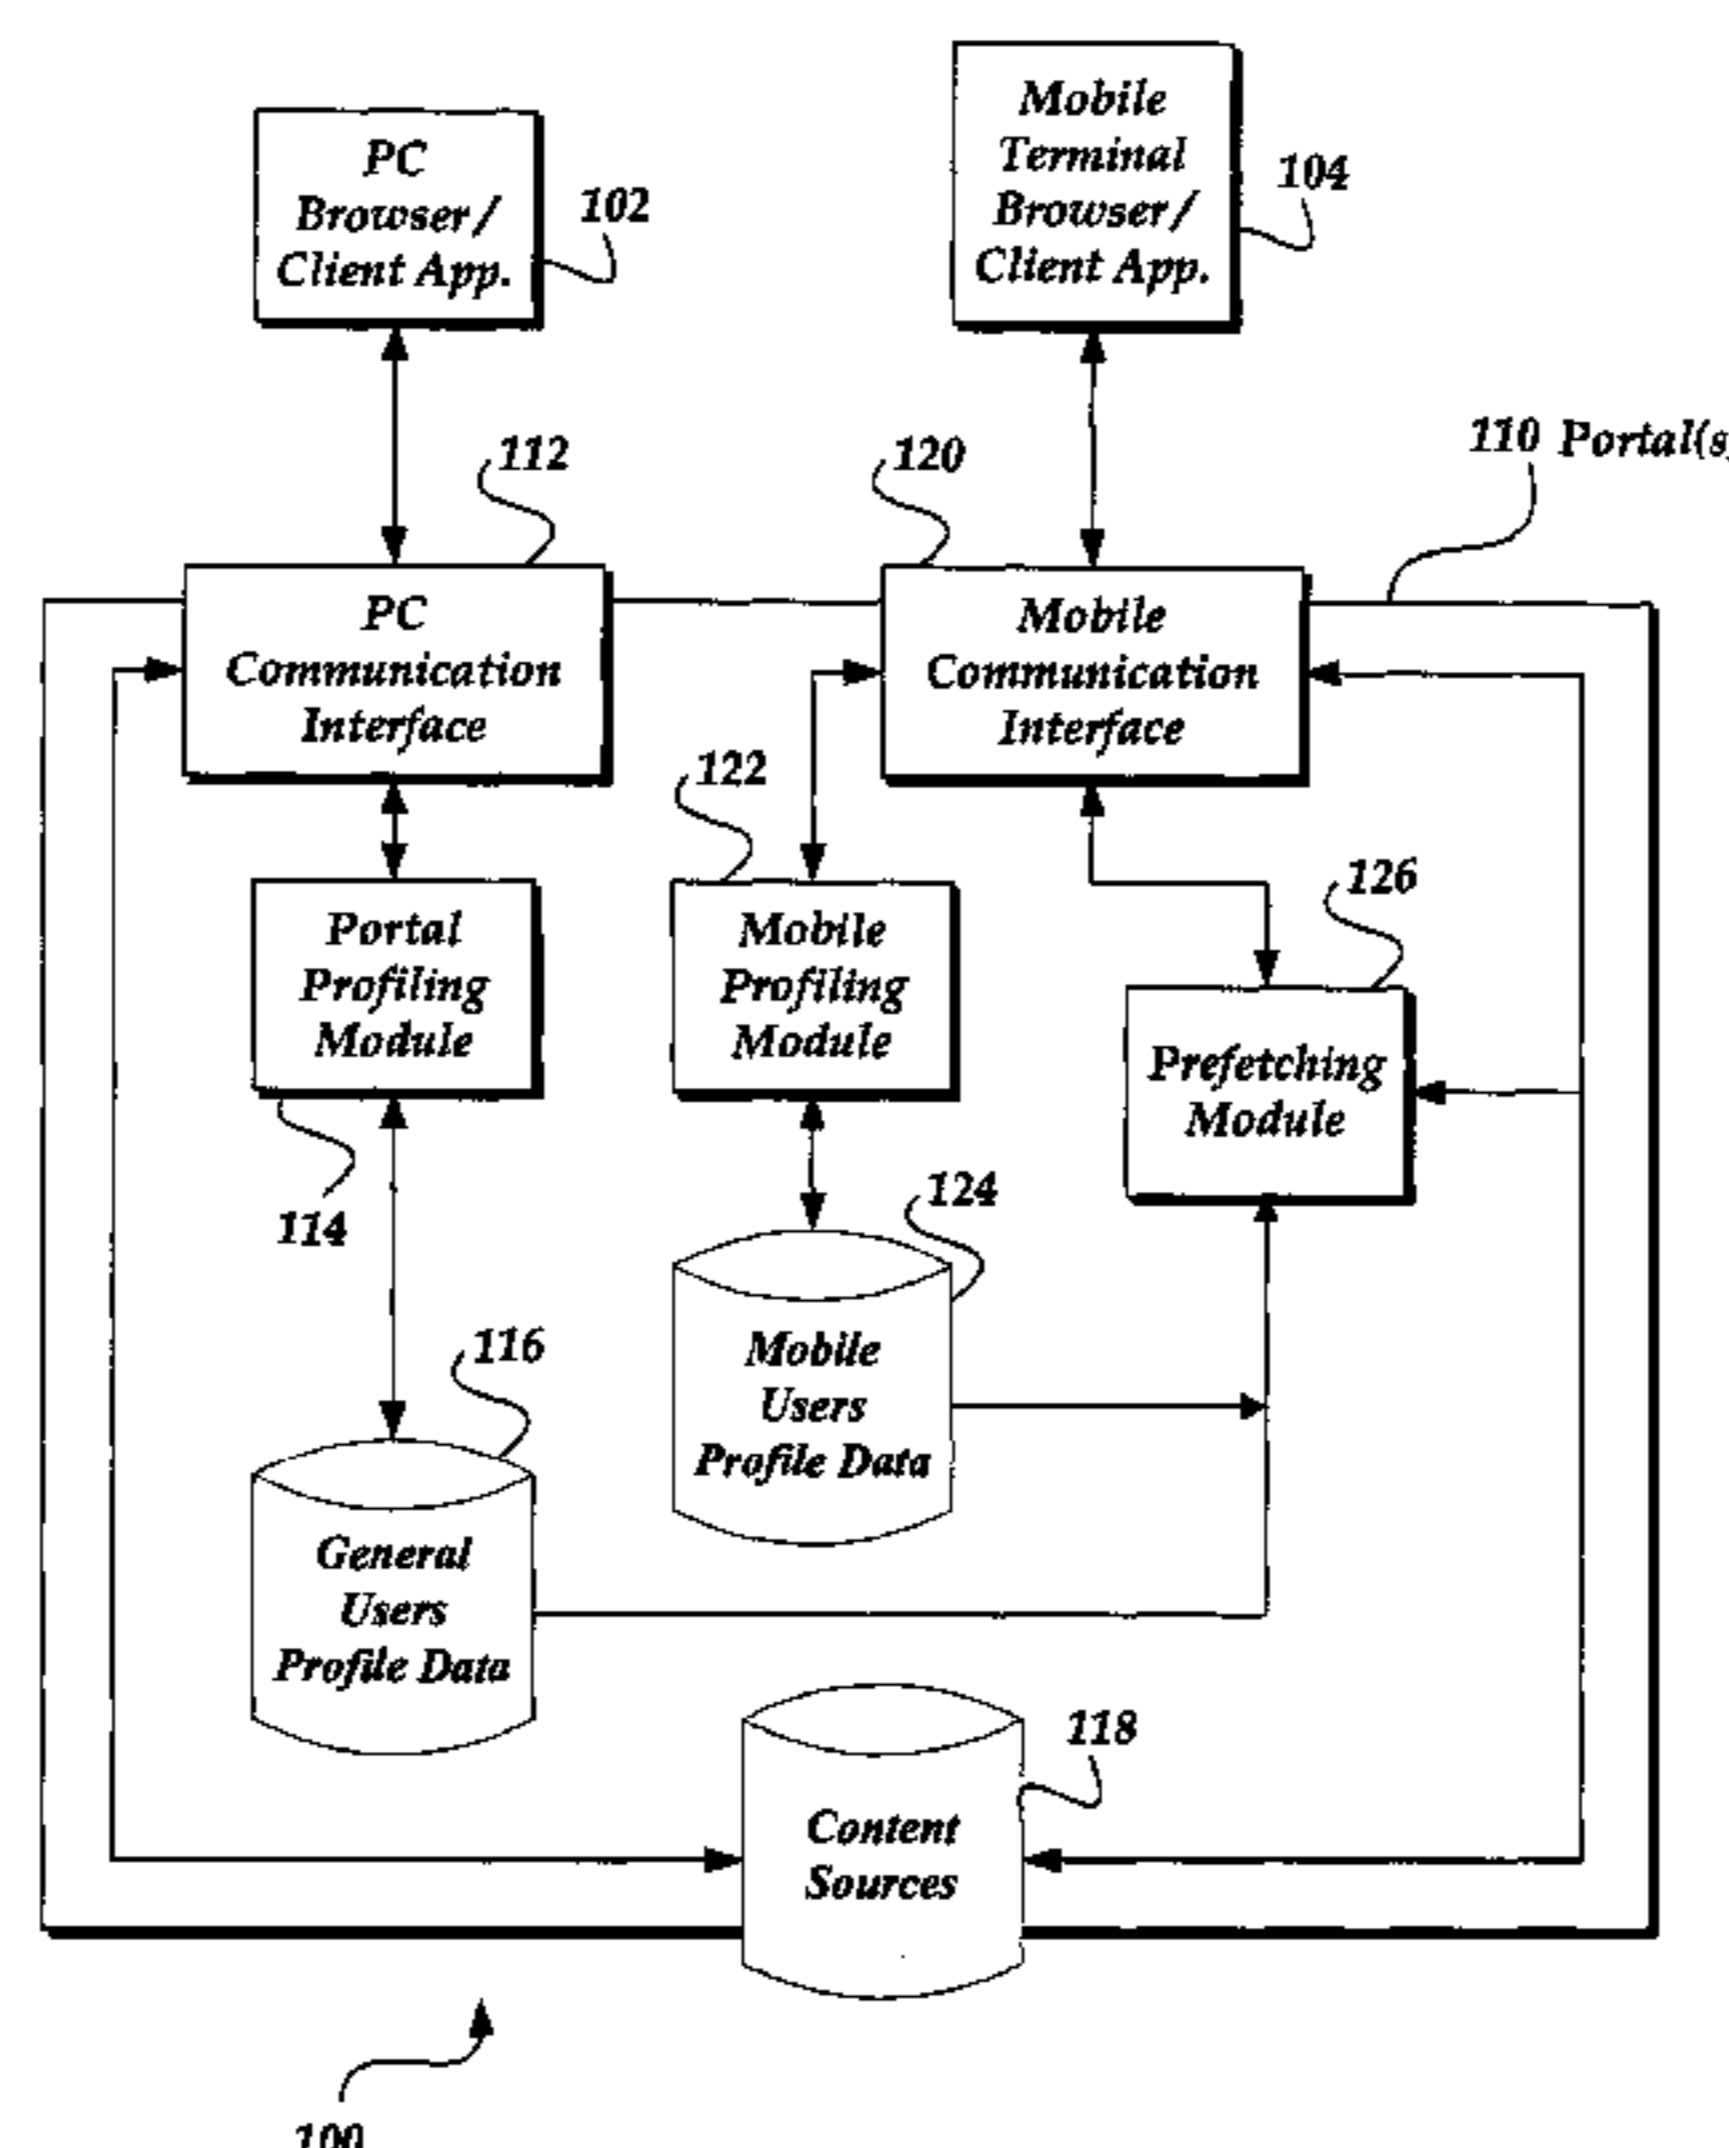 Mobile
Terminal
Browser/
Client App.
104
PC
Browser/
Client App.
102
112
120
110 Portal(s
PC
Communication
Interface
Mobile
Communication
Interface
122
126
Portal
Profiling
Module
Mobile
Profiling
Module
Prefetching
Module
114
124
116
Mobile
Users
Profile Data
General
Users
Profile Data
118
Content
Sources
100